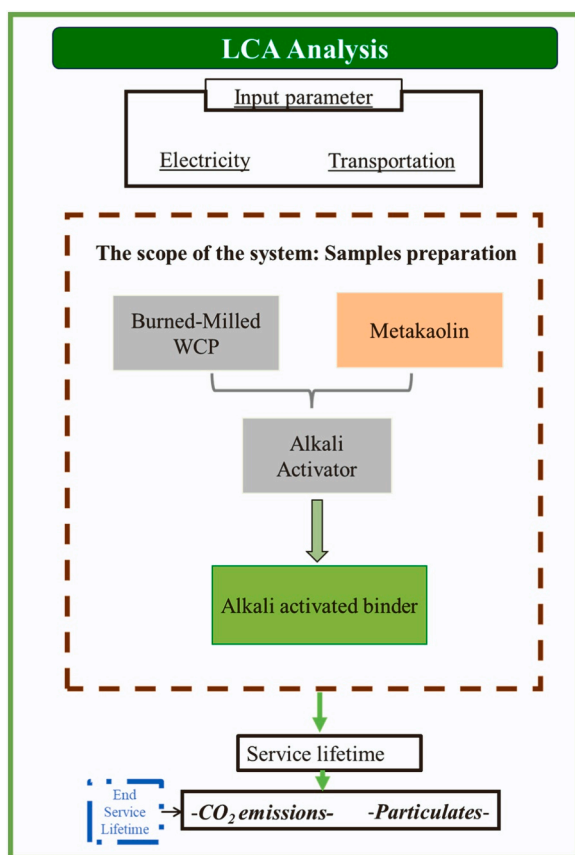 LCA Analysis
Input parameter
Electricity Transportation
The scope of the system: Samples preparation
Burned-Milled
WCP
Metakaolin
Alkali
Activator
Alkali activated binder
Service lifetime
End
Service
Lifetime
-CO₂ emissions- -Particulates-